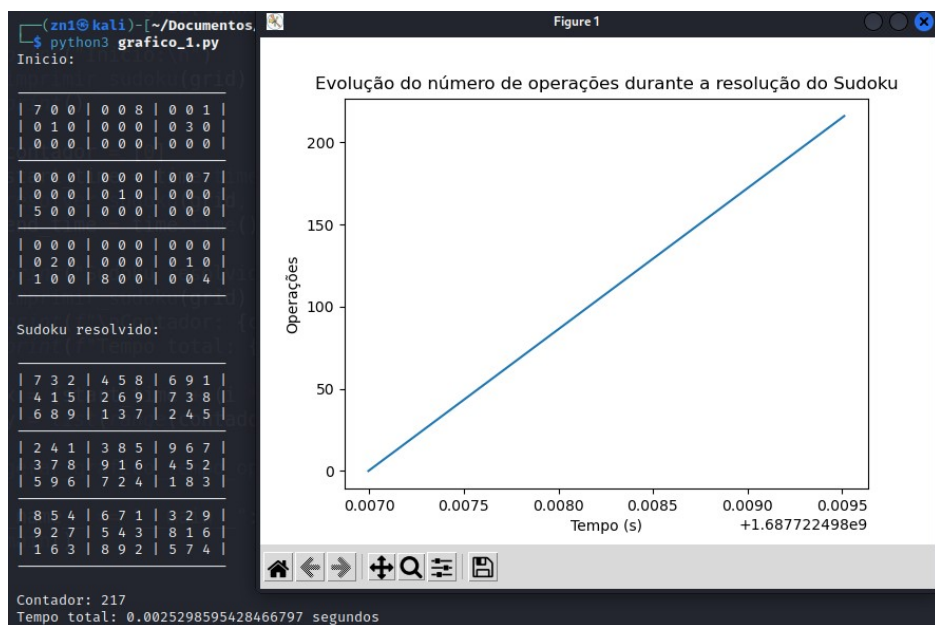 (zn1㉿kali)-[~/Documentos
$ python3 grafico_1.py
Inicio:
| 7 0 0 | 0 0 8 | 0 0 1 |
| 0 1 0 | 0 0 0 | 0 3 0 |
| 0 0 0 | 0 0 0 | 0 0 0 |
| 0 0 0 | 0 0 0 | 0 0 7 |
| 0 0 0 | 0 1 0 | 0 0 0 |
| 5 0 0 | 0 0 0 | 0 0 0 |
| 0 0 0 | 0 0 0 | 0 0 0 |
| 0 2 0 | 0 0 0 | 0 1 0 |
| 1 0 0 | 8 0 0 | 0 0 4 |
Sudoku resolvido:
| 7 3 2 | 4 5 8 | 6 9 1 |
| 4 1 5 | 2 6 9 | 7 3 8 |
| 6 8 9 | 1 3 7 | 2 4 5 |
| 2 4 1 | 3 8 5 | 9 6 7 |
| 3 7 8 | 9 1 6 | 4 5 2 |
| 5 9 6 | 7 2 4 | 1 8 3 |
| 8 5 4 | 6 7 1 | 3 2 9 |
| 9 2 7 | 5 4 3 | 8 1 6 |
| 1 6 3 | 8 9 2 | 5 7 4 |
Contador: 217
Tempo total: 0.0025298595428466797 segundos
Figure 1
Evolução do número de operações durante a resolução do Sudoku
Operações
200
150
100
50
0
0.0070 0.0075 0.0080 0.0085 0.0090 0.0095
Tempo (s)
+1.687722498e9